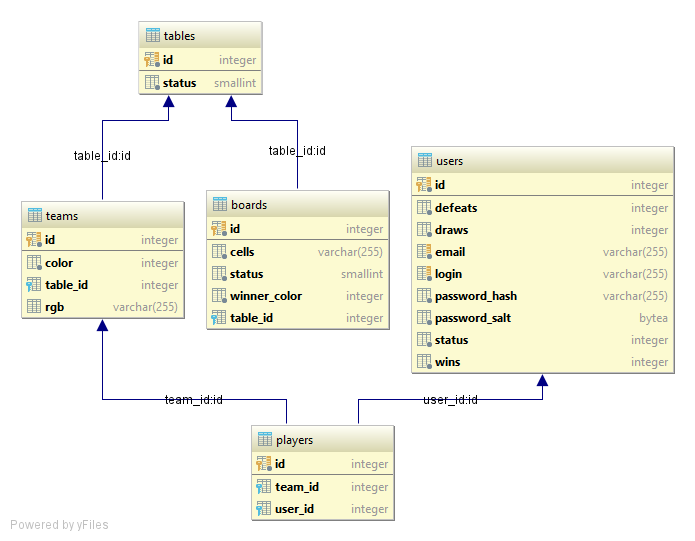 tables
id integer
status smallint
table_id:id
table_id:id
teams
id integer
color integer
table_id integer
rgb varchar(255)
boards
id integer
cells varchar(255)
status smallint
winner_color integer
table_id integer
users
id integer
defeats integer
draws integer
email varchar(255)
login varchar(255)
password_hash varchar(255)
password_salt bytea
status integer
wins integer
team_id:id
user_id:id
players
id integer
team_id integer
user_id integer
Powered by yFiles